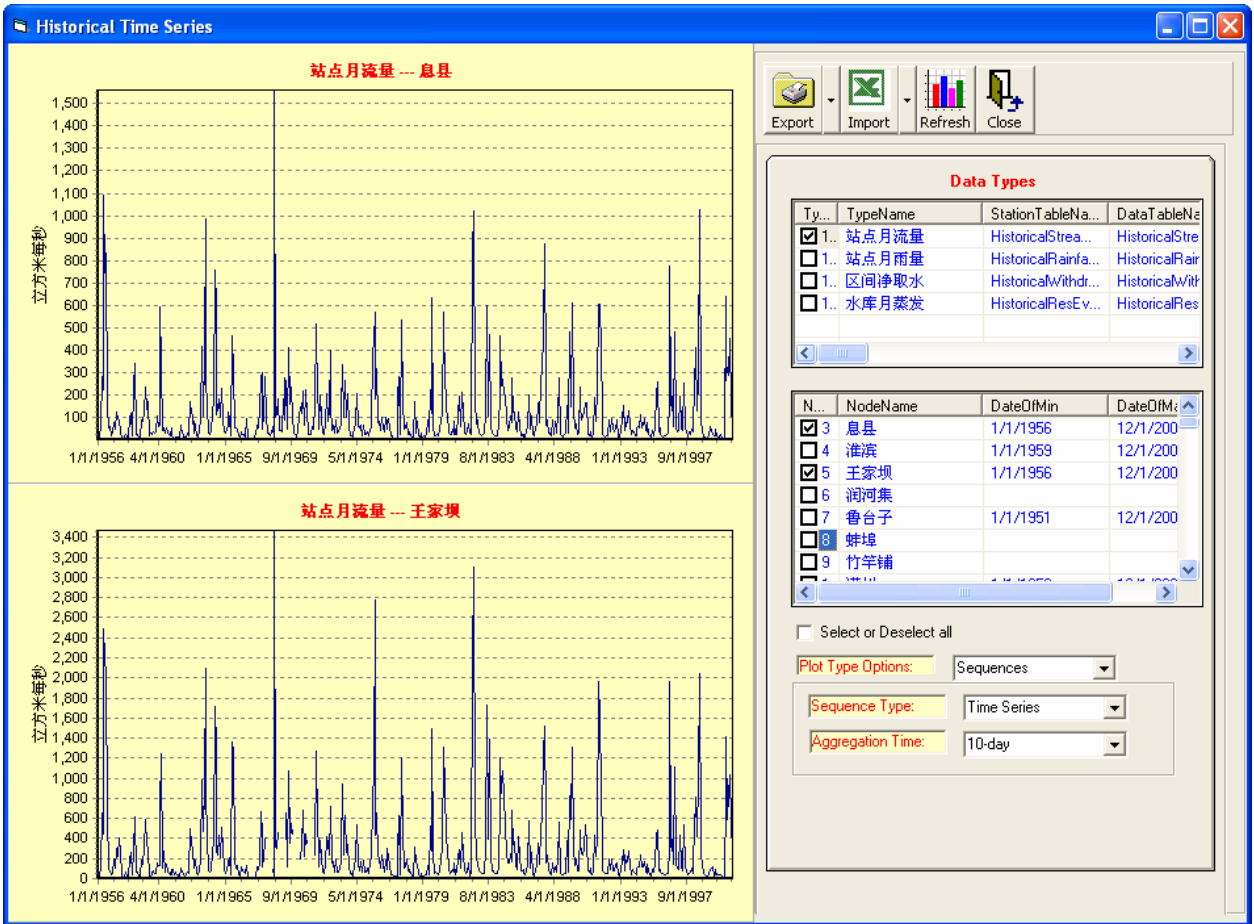 Historical Time Series
站点月流量 --- 息县
1,500
1,400
1,300
1,200
1,100
1,000
900
800
700
600
500
400
300
200
100
立方米每秒
1/1/1956 4/1/1960 1/1/1965 9/1/1969 5/1/1974 1/1/1979 8/1/1983 4/1/1988 1/1/1993 9/1/1997
站点月流量 --- 王家坝
3,400
3,200
3,000
2,800
2,600
2,400
2,200
2,000
1,800
1,600
1,400
1,200
1,000
800
600
400
200
0
立方米每秒
1/1/1956 4/1/1960 1/1/1965 9/1/1969 5/1/1974 1/1/1979 8/1/1983 4/1/1988 1/1/1993 9/1/1997
Export Import Refresh Close
Data Types
Ty... TypeName StationTableNa... DataTableNa
1.. 站点月流量 HistoricalStrea... HistoricalStre
1.. 站点月雨量 HistoricalRainfa... HistoricalRair
1.. 区间净取水 HistoricalWithdr... HistoricalWith
1.. 水库月蒸发 HistoricalResEv... HistoricalRes
N... NodeName DateOfMin DateOfMa
3 息县 1/1/1956 12/1/200
4 淮滨 1/1/1959 12/1/200
5 王家坝 1/1/1956 12/1/200
6 润河集
7 鲁台子 1/1/1951 12/1/200
8 蚌埠
9 竹竿铺
Select or Deselect all
Plot Type Options: Sequences
Sequence Type: Time Series
Aggregation Time: 10-day